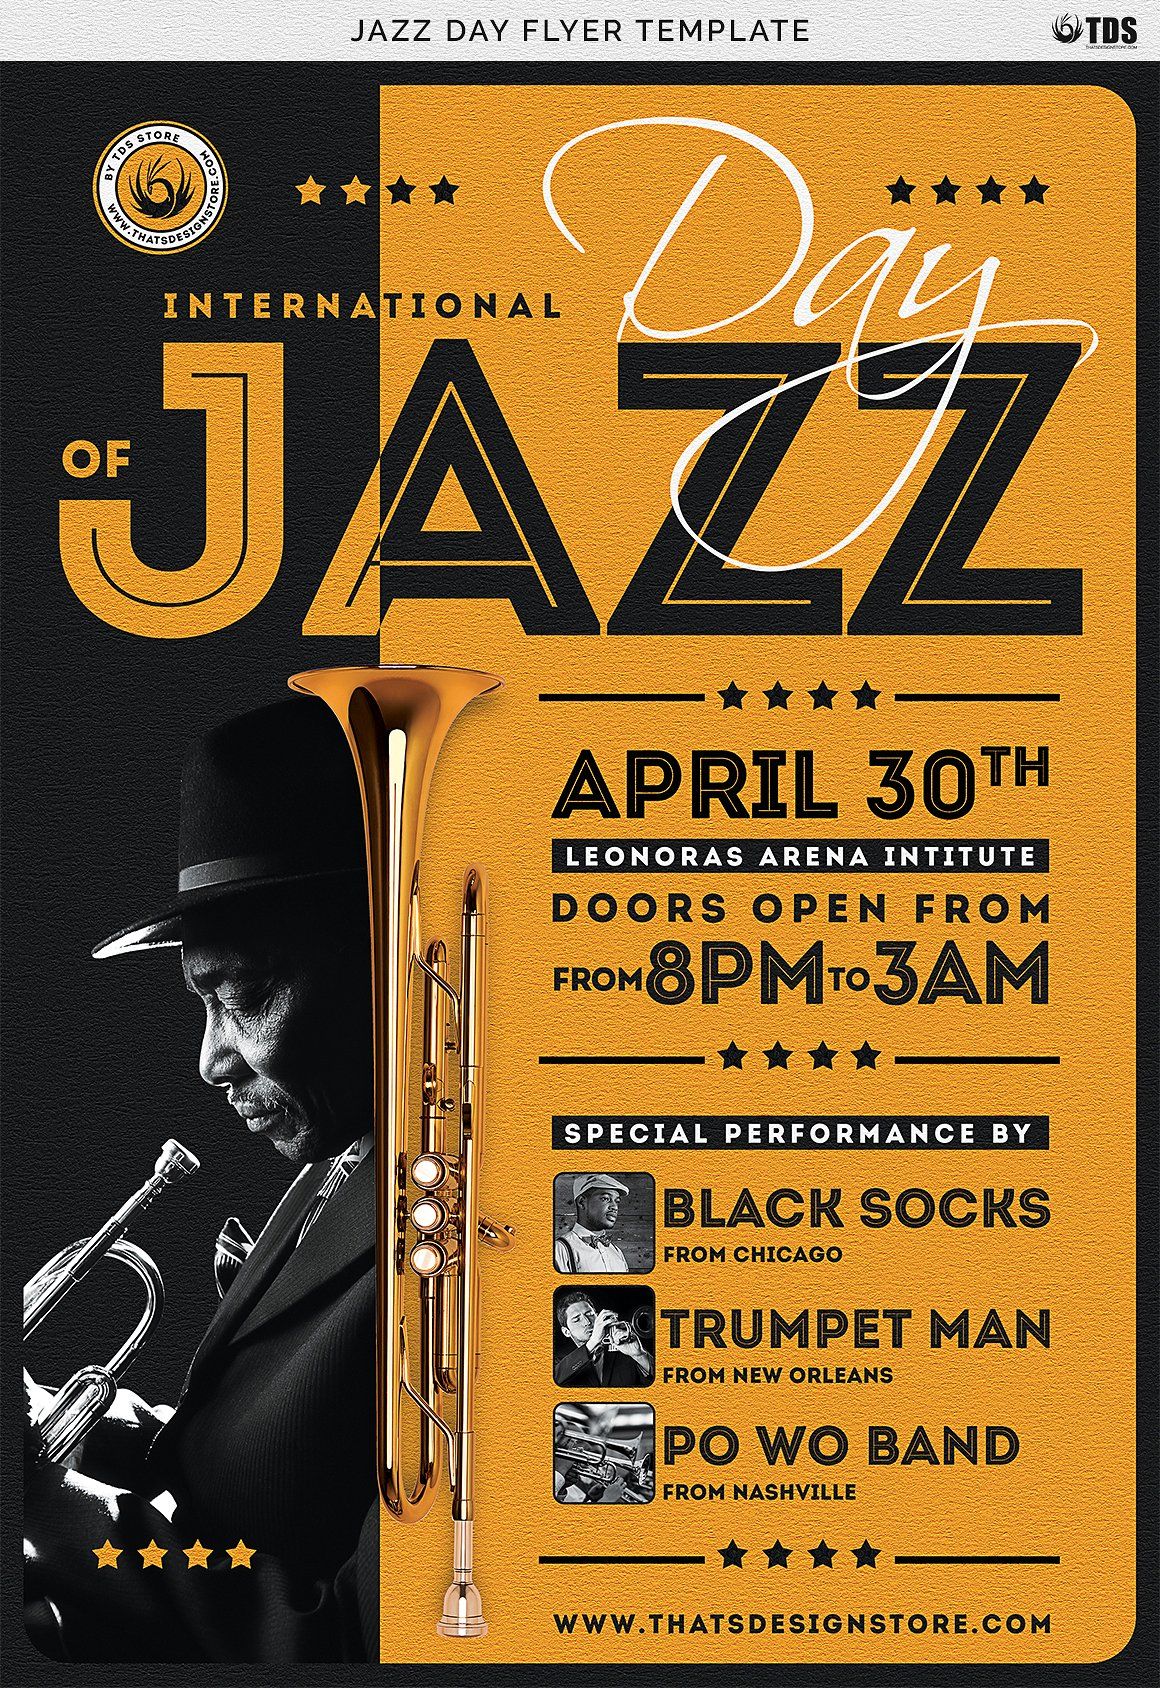 JAZZ DAY FLYER TEMPLATE
TDS
THATSDESIGNSTORE.COM
BY TDS STORE
WWW.THATSDESIGNSTORE.COM
Day
INTERNATIONAL
OF
JAZZ
APRIL 30TH
LEONORAS ARENA INTITUTE
DOORS OPEN FROM
FROM 8PM TO 3AM
SPECIAL PERFORMANCE BY
BLACK SOCKS
FROM CHICAGO
TRUMPET MAN
FROM NEW ORLEANS
PO WO BAND
FROM NASHVILLE
WWW.THATSDESIGNSTORE.COM